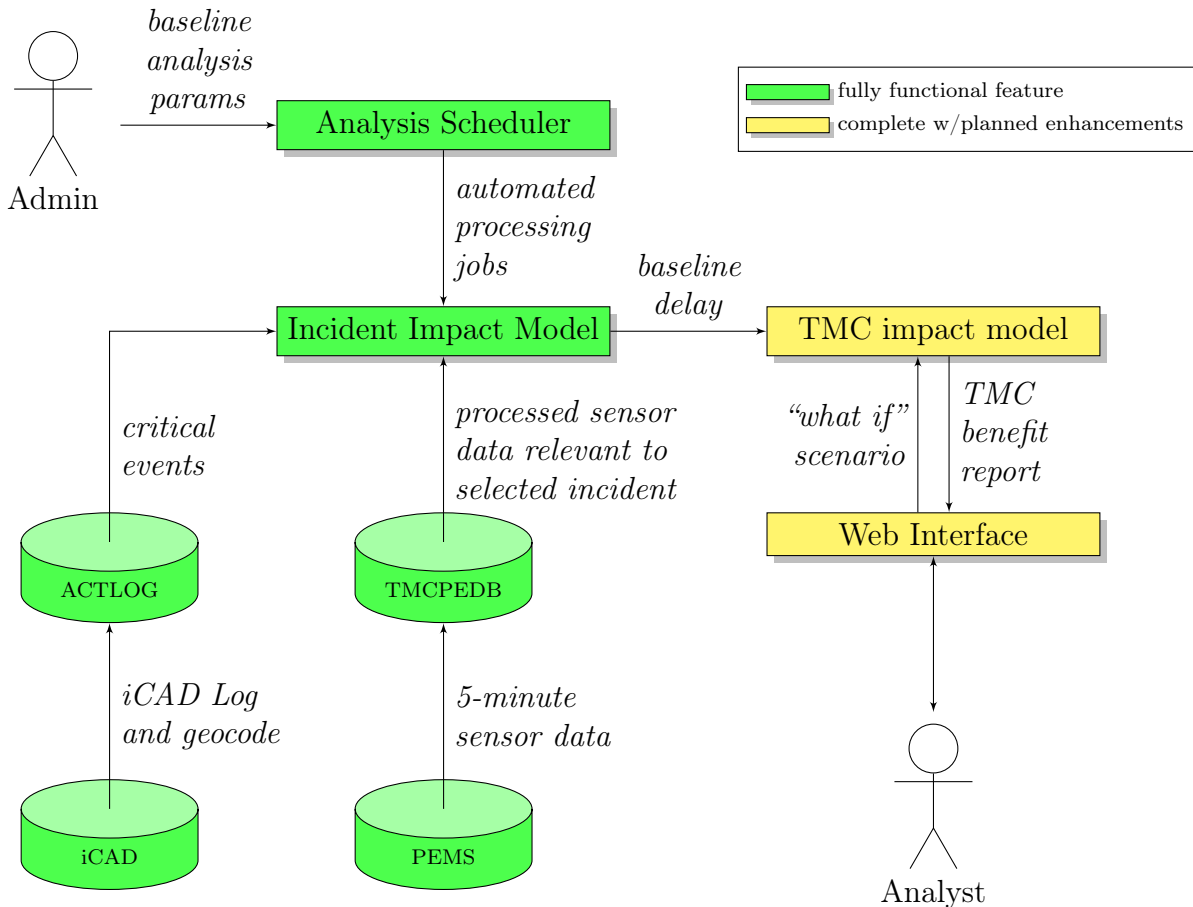 baseline
analysis
params
Admin
Analysis Scheduler
fully functional feature
complete w/planned enhancements
automated
processing
jobs
baseline
delay
Incident Impact Model
TMC impact model
critical
events
processed sensor
data relevant to
selected incident
“what if”
scenario
TMC
benefit
report
Web Interface
ACTLOG
TMCPEDB
iCAD Log
and geocode
5-minute
sensor data
iCAD
PEMS
Analyst